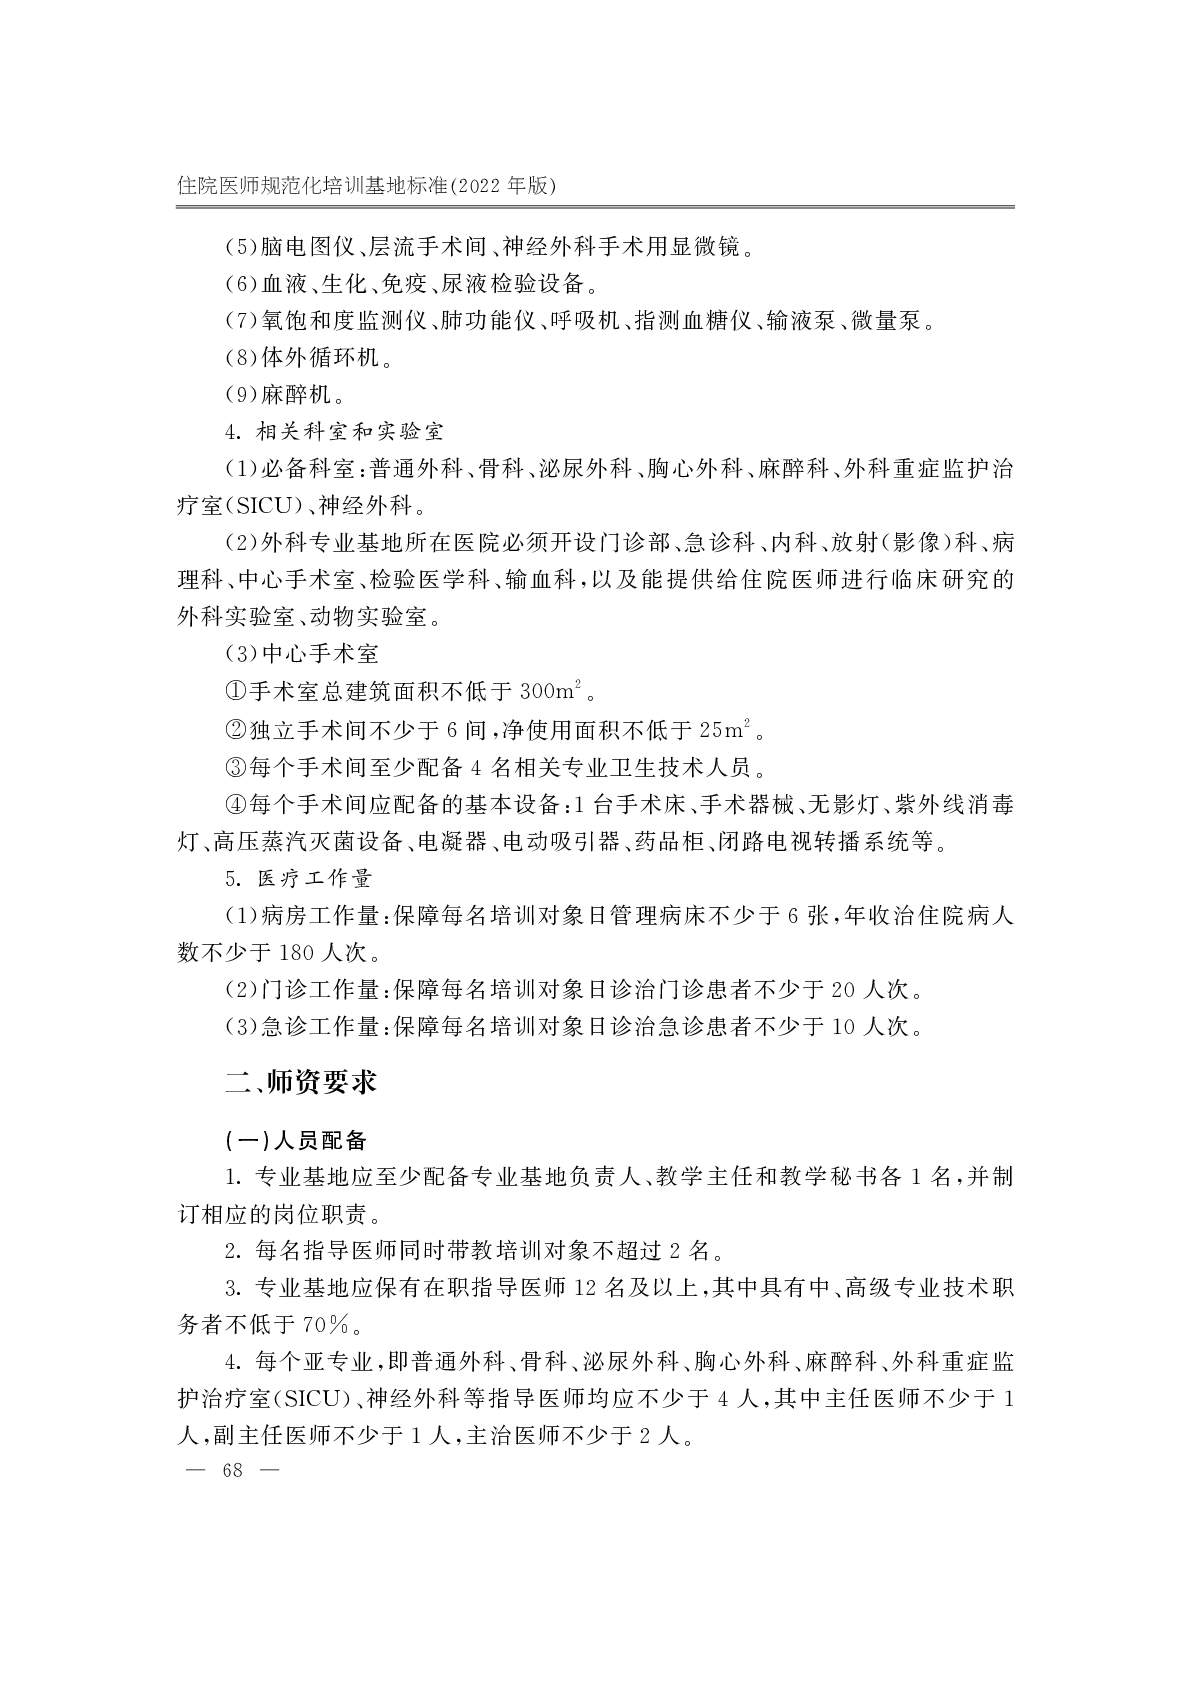 住院医师规范化培训基地标准(2022 年版)
(5)脑电图仪、层流手术间、神经外科手术用显微镜。
(6)血液、生化、免疫、尿液检验设备。
(7)氧饱和度监测仪、肺功能仪、呼吸机、指测血糖仪、输液泵、微量泵。
(8)体外循环机。
(9)麻醉机。
4. 相关科室和实验室
(1)必备科室:普通外科、骨科、泌尿外科、胸心外科、麻醉科、外科重症监护治
疗室(SICU)、神经外科。
(2)外科专业基地所在医院必须开设门诊部、急诊科、内科、放射(影像)科、病
理科、中心手术室、检验医学科、输血科,以及能提供给住院医师进行临床研究的
外科实验室、动物实验室。
(3)中心手术室
①手术室总建筑面积不低于 300m²。
②独立手术间不少于 6 间,净使用面积不低于 25m²。
③每个手术间至少配备 4 名相关专业卫生技术人员。
④每个手术间应配备的基本设备:1 台手术床、手术器械、无影灯、紫外线消毒
灯、高压蒸汽灭菌设备、电凝器、电动吸引器、药品柜、闭路电视转播系统等。
5. 医疗工作量
(1)病房工作量:保障每名培训对象日管理病床不少于 6 张,年收治住院病人
数不少于 180 人次。
(2)门诊工作量:保障每名培训对象日诊治门诊患者不少于 20 人次。
(3)急诊工作量:保障每名培训对象日诊治急诊患者不少于 10 人次。
二、师资要求
(一)人员配备
1. 专业基地应至少配备专业基地负责人、教学主任和教学秘书各 1 名,并制
订相应的岗位职责。
2. 每名指导医师同时带教培训对象不超过 2 名。
3. 专业基地应保有在职指导医师 12 名及以上,其中具有中、高级专业技术职
务者不低于 70%。
4. 每个亚专业,即普通外科、骨科、泌尿外科、胸心外科、麻醉科、外科重症监
护治疗室(SICU)、神经外科等指导医师均应不少于 4 人,其中主任医师不少于 1
人,副主任医师不少于 1 人,主治医师不少于 2 人。
— 68 —